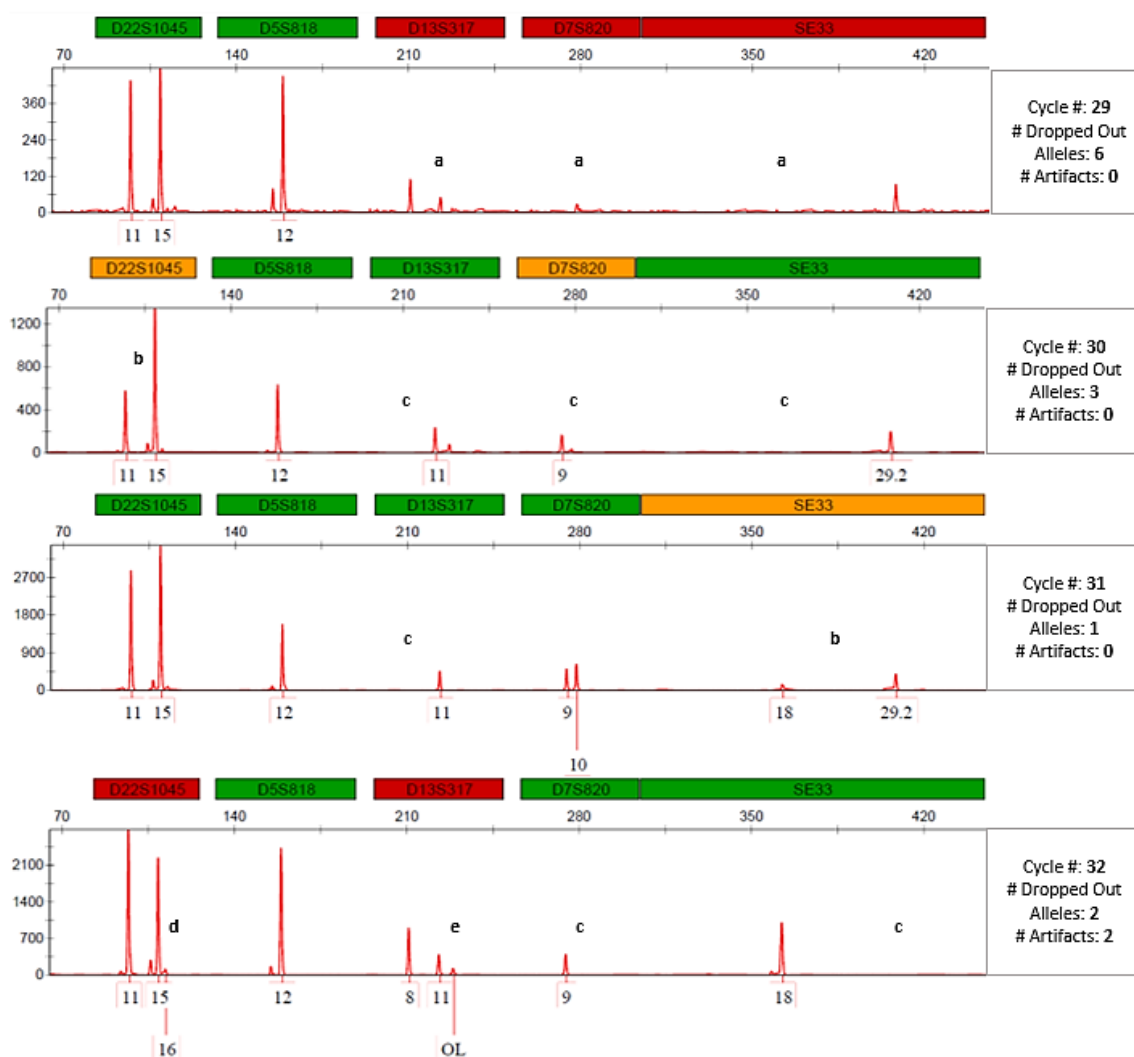 D22S1045 D5S818 D13S317 D7S820 SE33
70 140 210 280 350 420
360
240
120
0
a a a
11 15 12
Cycle #: 29
# Dropped Out
Alleles: 6
# Artifacts: 0
D22S1045 D5S818 D13S317 D7S820 SE33
70 140 210 280 350 420
1200
800
400
0
b c c c
11 15 12 11 9 29.2
Cycle #: 30
# Dropped Out
Alleles: 3
# Artifacts: 0
D22S1045 D5S818 D13S317 D7S820 SE33
70 140 210 280 350 420
2700
1800
900
0
c b
11 15 12 11 9 18 29.2
10
Cycle #: 31
# Dropped Out
Alleles: 1
# Artifacts: 0
D22S1045 D5S818 D13S317 D7S820 SE33
70 140 210 280 350 420
2100
1400
700
0
d e c c
11 15 12 8 11 9 18
16 OL
Cycle #: 32
# Dropped Out
Alleles: 2
# Artifacts: 2